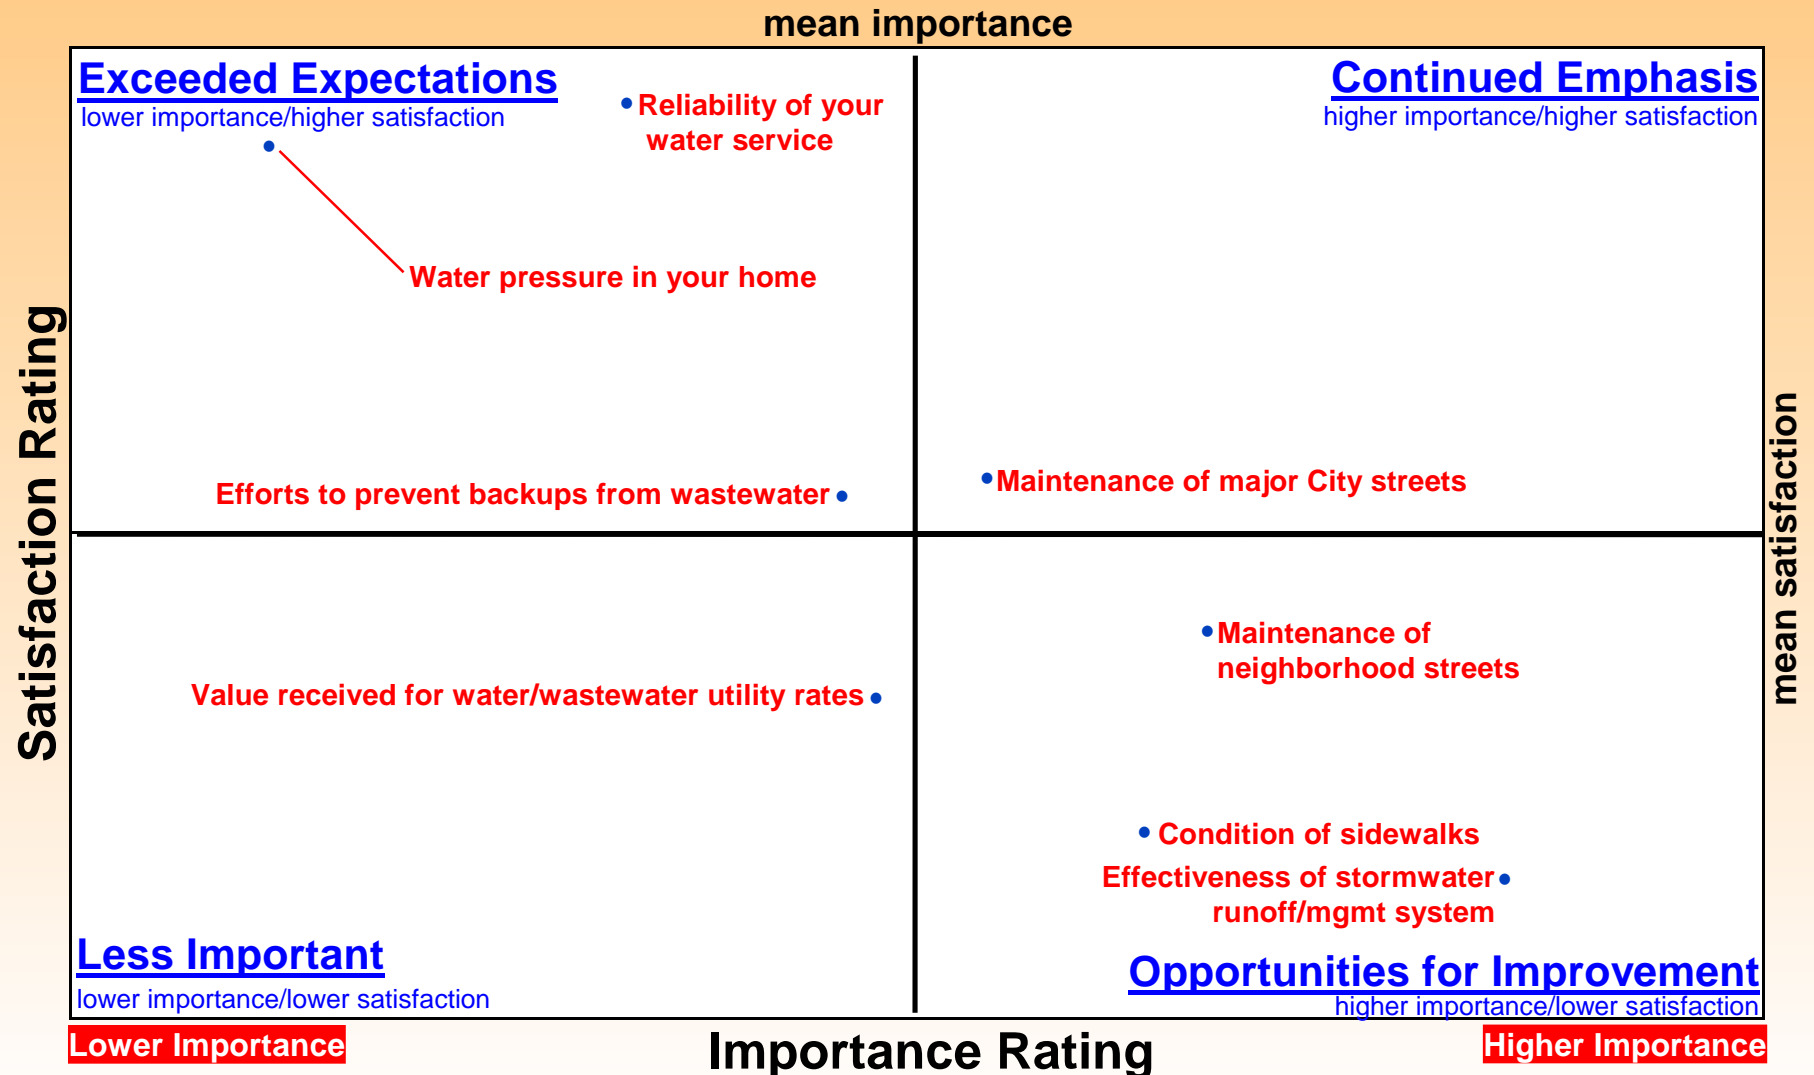 mean importance
Exceeded Expectations
lower importance/higher satisfaction
Continued Emphasis
higher importance/higher satisfaction
Reliability of your
water service
Water pressure in your home
Satisfaction Rating
mean satisfaction
Efforts to prevent backups from wastewater
Maintenance of major City streets
Maintenance of
neighborhood streets
Value received for water/wastewater utility rates
Condition of sidewalks
Effectiveness of stormwater
runoff/mgmt system
Less Important
lower importance/lower satisfaction
Opportunities for Improvement
higher importance/lower satisfaction
Lower Importance
Importance Rating
Higher Importance